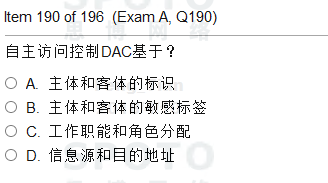 Item 190 of 196 (Exam A, Q190)
自主访问控制DAC基于？
A. 主体和客体的标识
B. 主体和客体的敏感标签
C. 工作职能和角色分配
D. 信息源和目的地址